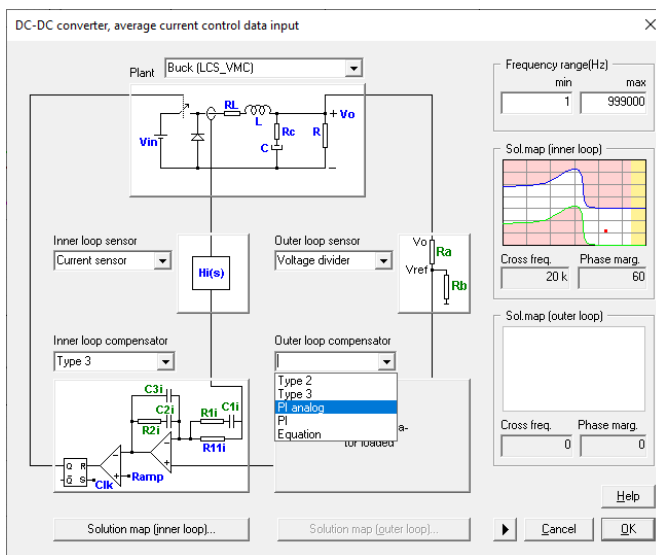 DC-DC converter, average current control data input
Plant
Buck (LCS_VMC)
RL
L
+ Vo
Rc
R
Vin
C
Frequency range(Hz)
min max
1 999000
Sol.map (inner loop)
Cross freq. Phase marg.
20 k 60
Inner loop sensor
Current sensor
Hi(s)
Outer loop sensor
Voltage divider
Vo
Ra
Vref
Rb
Inner loop compensator
Type 3
C3i
C2i
R2i
R1i
C1i
R11i
Q R
Q S
Clk
Ramp
Outer loop compensator
Type 2
Type 3
PI analog
PI
Equation
a-
tor loaded
Sol.map (outer loop)
Cross freq. Phase marg.
0 0
Solution map (inner loop)...
Solution map (outer loop)...
Help
Cancel
OK